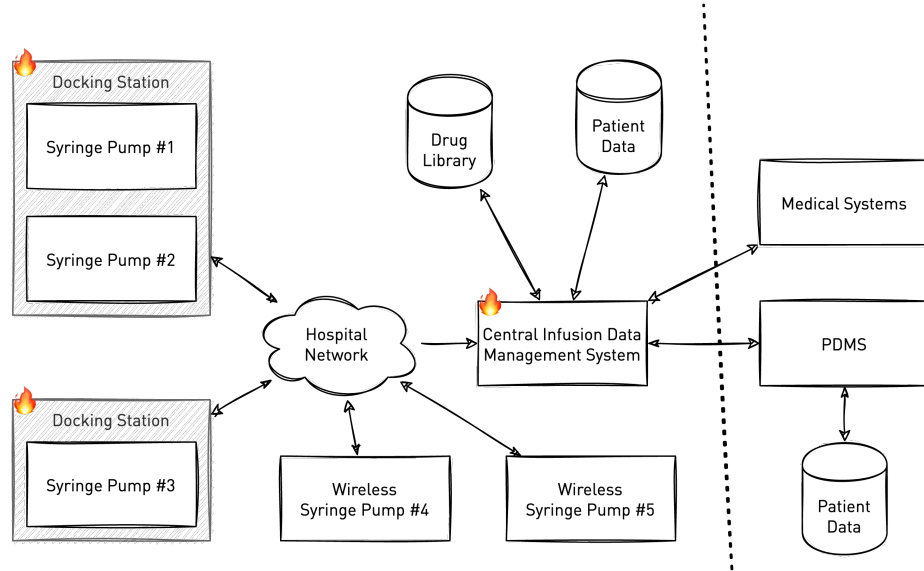 Docking Station
Syringe Pump #1
Syringe Pump #2
Drug
Library
Patient
Data
Medical Systems
Hospital
Network
Central Infusion Data
Management System
PDMS
Docking Station
Syringe Pump #3
Wireless
Syringe Pump #4
Wireless
Syringe Pump #5
Patient
Data